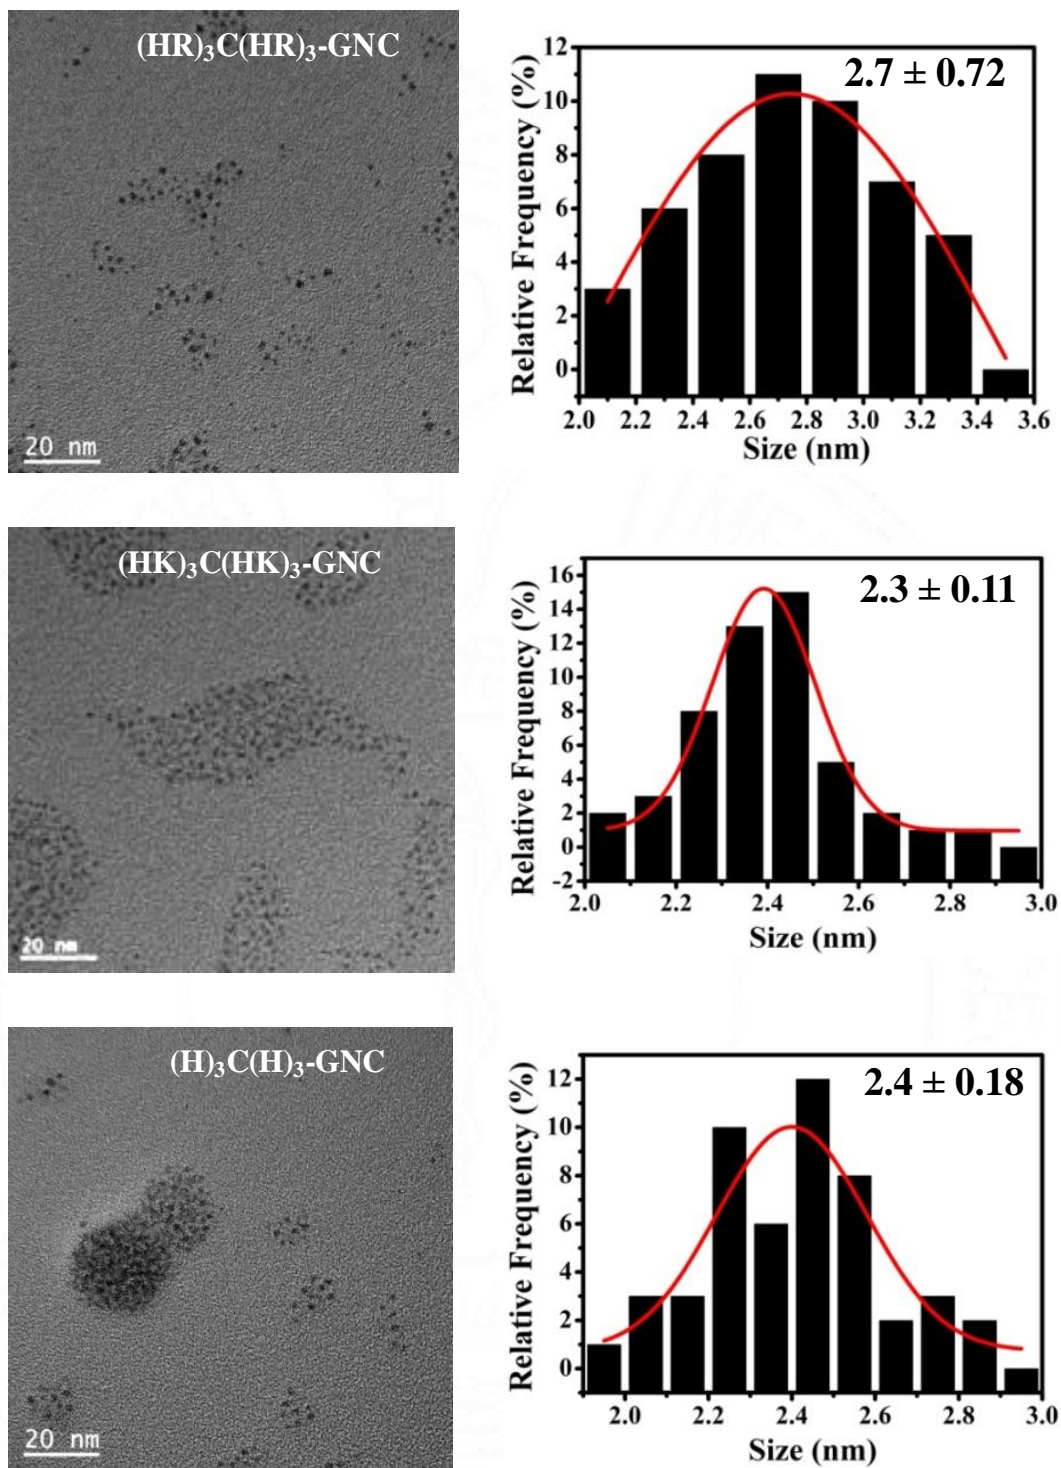 (HR)₃C(HR)₃-GNC
20 nm
2.7 ± 0.72
Relative Frequency (%)
12
10
8
6
4
2
0
2.0 2.2 2.4 2.6 2.8 3.0 3.2 3.4 3.6
Size (nm)
(HK)₃C(HK)₃-GNC
20 nm
2.3 ± 0.11
Relative Frequency (%)
16
14
12
10
8
6
4
2
0
-2
2.0 2.2 2.4 2.6 2.8 3.0
Size (nm)
(H)₃C(H)₃-GNC
20 nm
2.4 ± 0.18
Relative Frequency (%)
12
10
8
6
4
2
0
2.0 2.2 2.4 2.6 2.8 3.0
Size (nm)